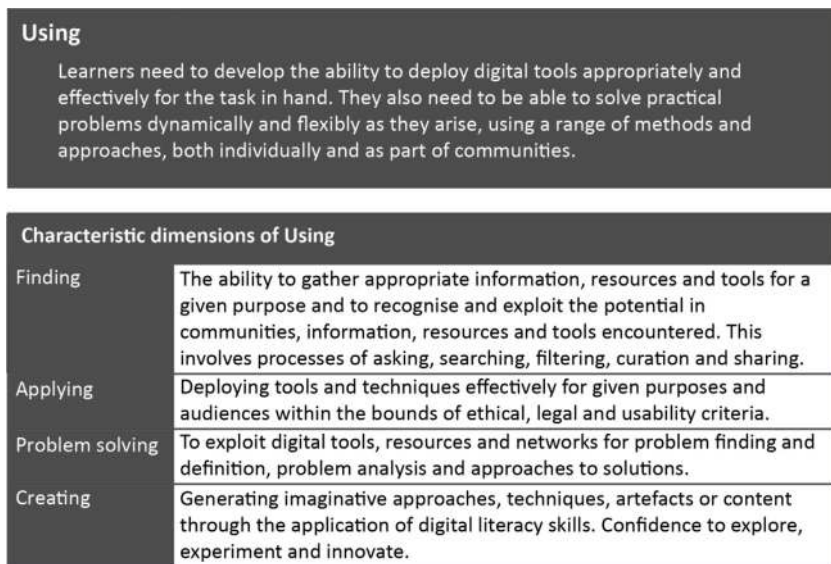 Using
Learners need to develop the ability to deploy digital tools appropriately and
effectively for the task in hand. They also need to be able to solve practical
problems dynamically and flexibly as they arise, using a range of methods and
approaches, both individually and as part of communities.
Characteristic dimensions of Using
Finding
The ability to gather appropriate information, resources and tools for a
given purpose and to recognise and exploit the potential in
communities, information, resources and tools encountered. This
involves processes of asking, searching, filtering, curation and sharing.
Applying
Deploying tools and techniques effectively for given purposes and
audiences within the bounds of ethical, legal and usability criteria.
Problem solving
To exploit digital tools, resources and networks for problem finding and
definition, problem analysis and approaches to solutions.
Creating
Generating imaginative approaches, techniques, artefacts or content
through the application of digital literacy skills. Confidence to explore,
experiment and innovate.